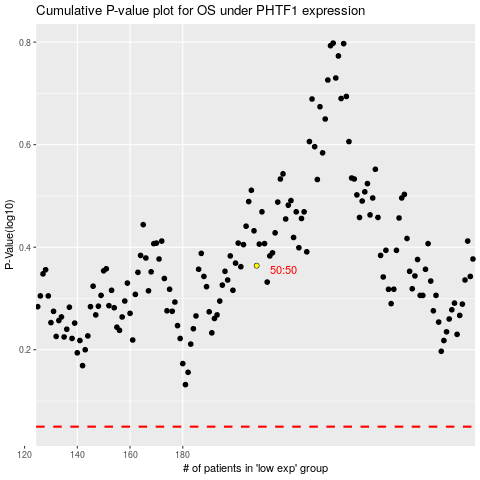 Cumulative P-value plot for OS under PHTF1 expression
P-Value(log10)
0.8
0.6
0.4
0.2
50:50
120 140 160 180
# of patients in 'low exp' group